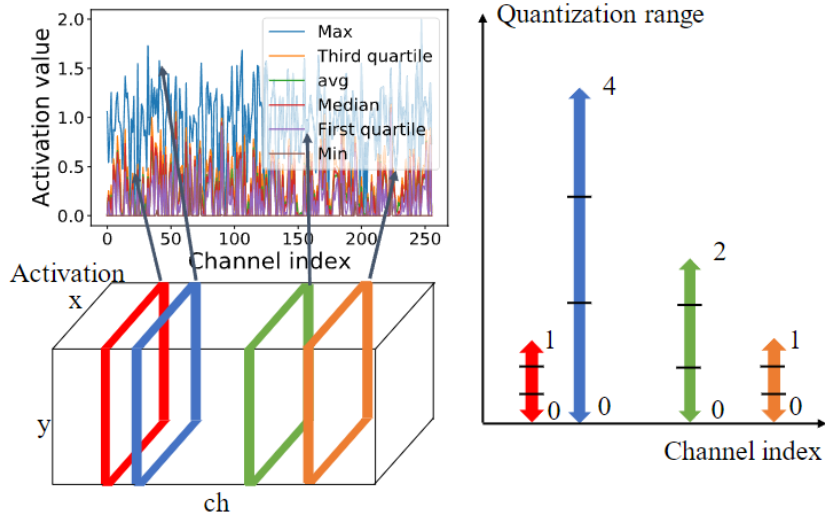 2.0
1.5
1.0
0.5
0.0
Activation value
Max
Third quartile
avg
Median
First quartile
Min
0 50 100 150 200 250
Channel index
Activation
x
y
ch
Quantization range
4
2
1
1
0
0
0
0
Channel index